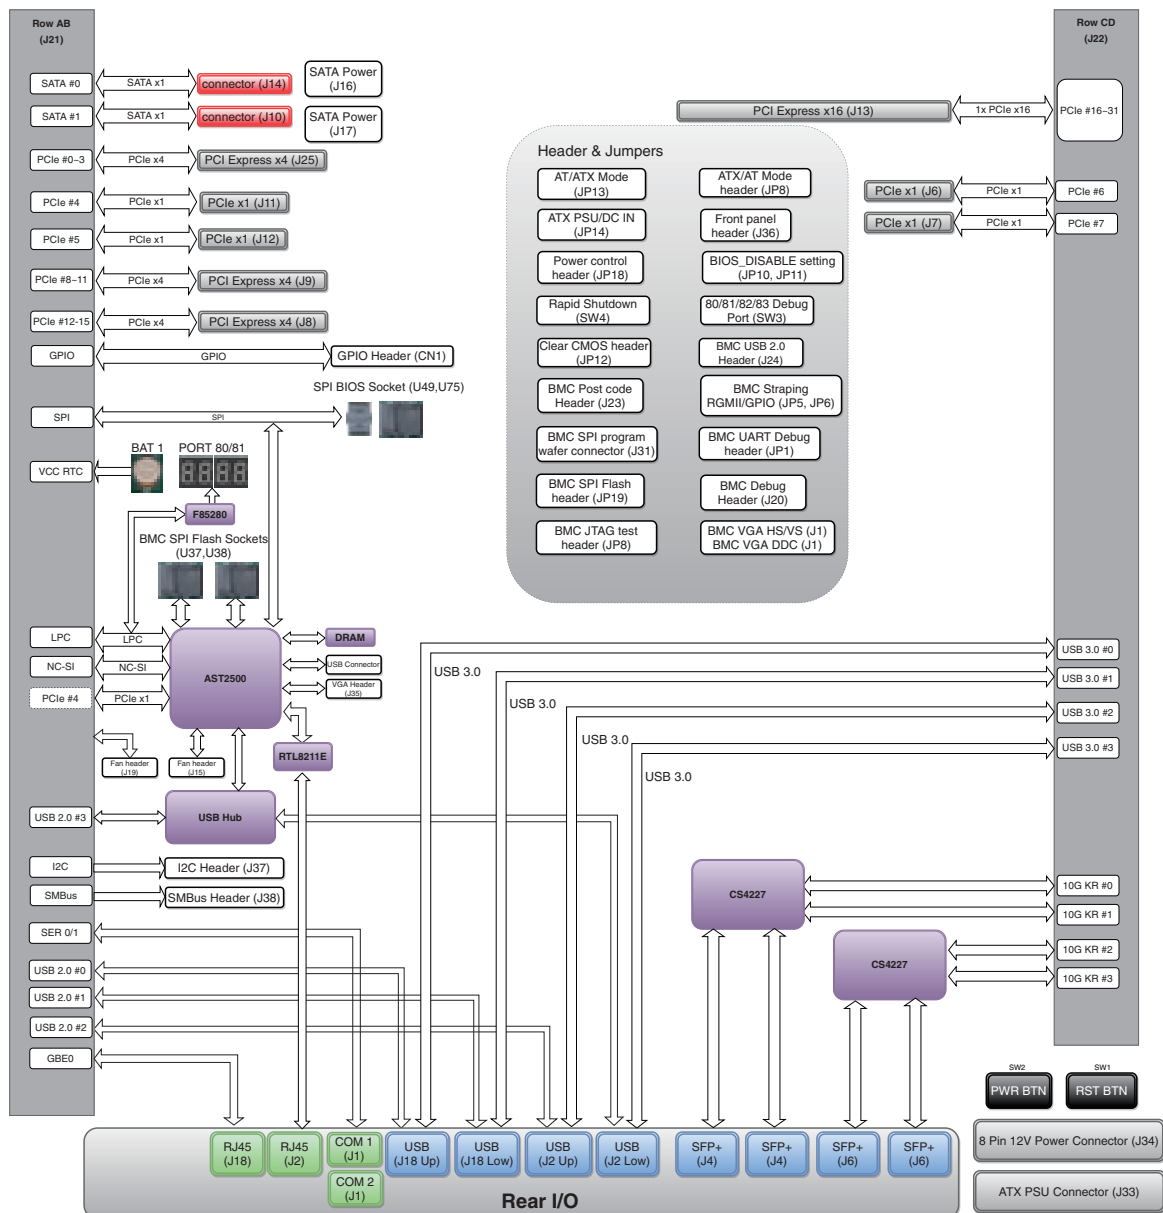 Row AB
(J21)
SATA #0
SATA x1
connector (J14)
SATA Power
(J16)
SATA #1
SATA x1
connector (J10)
SATA Power
(J17)
PCIe #0~3
PCIe x4
PCI Express x4 (J25)
PCIe #4
PCIe x1
PCIe x1 (J11)
PCIe #5
PCIe x1
PCIe x1 (J12)
PCIe #8~11
PCIe x4
PCI Express x4 (J9)
PCIe #12-15
PCIe x4
PCI Express x4 (J8)
GPIO
GPIO
GPIO Header (CN1)
SPI BIOS Socket (U49,U75)
SPI
SPI
BAT 1
PORT 80/81
VCC RTC
F85280
BMC SPI Flash Sockets
(U37,U38)
LPC
LPC
NC-SI
NC-SI
PCIe #4
PCIe x1
AST2500
DRAM
USB Connector
VGA Header
(J35)
Fan header
(J19)
Fan header
(J15)
RTL8211E
USB 2.0 #3
USB Hub
I2C
I2C Header (J37)
SMBus
SMBus Header (J38)
SER 0/1
USB 2.0 #0
USB 2.0 #1
USB 2.0 #2
GBE0
Header & Jumpers
AT/ATX Mode
(JP13)
ATX/AT Mode
header (JP8)
ATX PSU/DC IN
(JP14)
Front panel
header (J36)
Power control
header (JP18)
BIOS_DISABLE setting
(JP10, JP11)
Rapid Shutdown
(SW4)
80/81/82/83 Debug
Port (SW3)
Clear CMOS header
(JP12)
BMC USB 2.0
Header (J24)
BMC Post code
Header (J23)
BMC Straping
RGMII/GPIO (JP5, JP6)
BMC SPI program
wafer connector (J31)
BMC UART Debug
header (JP1)
BMC SPI Flash
header (JP19)
BMC Debug
Header (J20)
BMC JTAG test
header (JP8)
BMC VGA HS/VS (J1)
BMC VGA DDC (J1)
Row CD
(J22)
PCI Express x16 (J13)
1x PCIe x16
PCIe #16~31
PCIe x1 (J6)
PCIe x1
PCIe #6
PCIe x1 (J7)
PCIe x1
PCIe #7
USB 3.0
USB 3.0 #0
USB 3.0
USB 3.0 #1
USB 3.0
USB 3.0 #2
USB 3.0
USB 3.0 #3
CS4227
10G KR #0
10G KR #1
CS4227
10G KR #2
10G KR #3
SW2
PWR BTN
SW1
RST BTN
8 Pin 12V Power Connector (J34)
ATX PSU Connector (J33)
RJ45
(J18)
RJ45
(J2)
COM 1
(J1)
COM 2
(J1)
USB
(J18 Up)
USB
(J18 Low)
USB
(J2 Up)
USB
(J2 Low)
SFP+
(J4)
SFP+
(J4)
SFP+
(J6)
SFP+
(J6)
Rear I/O